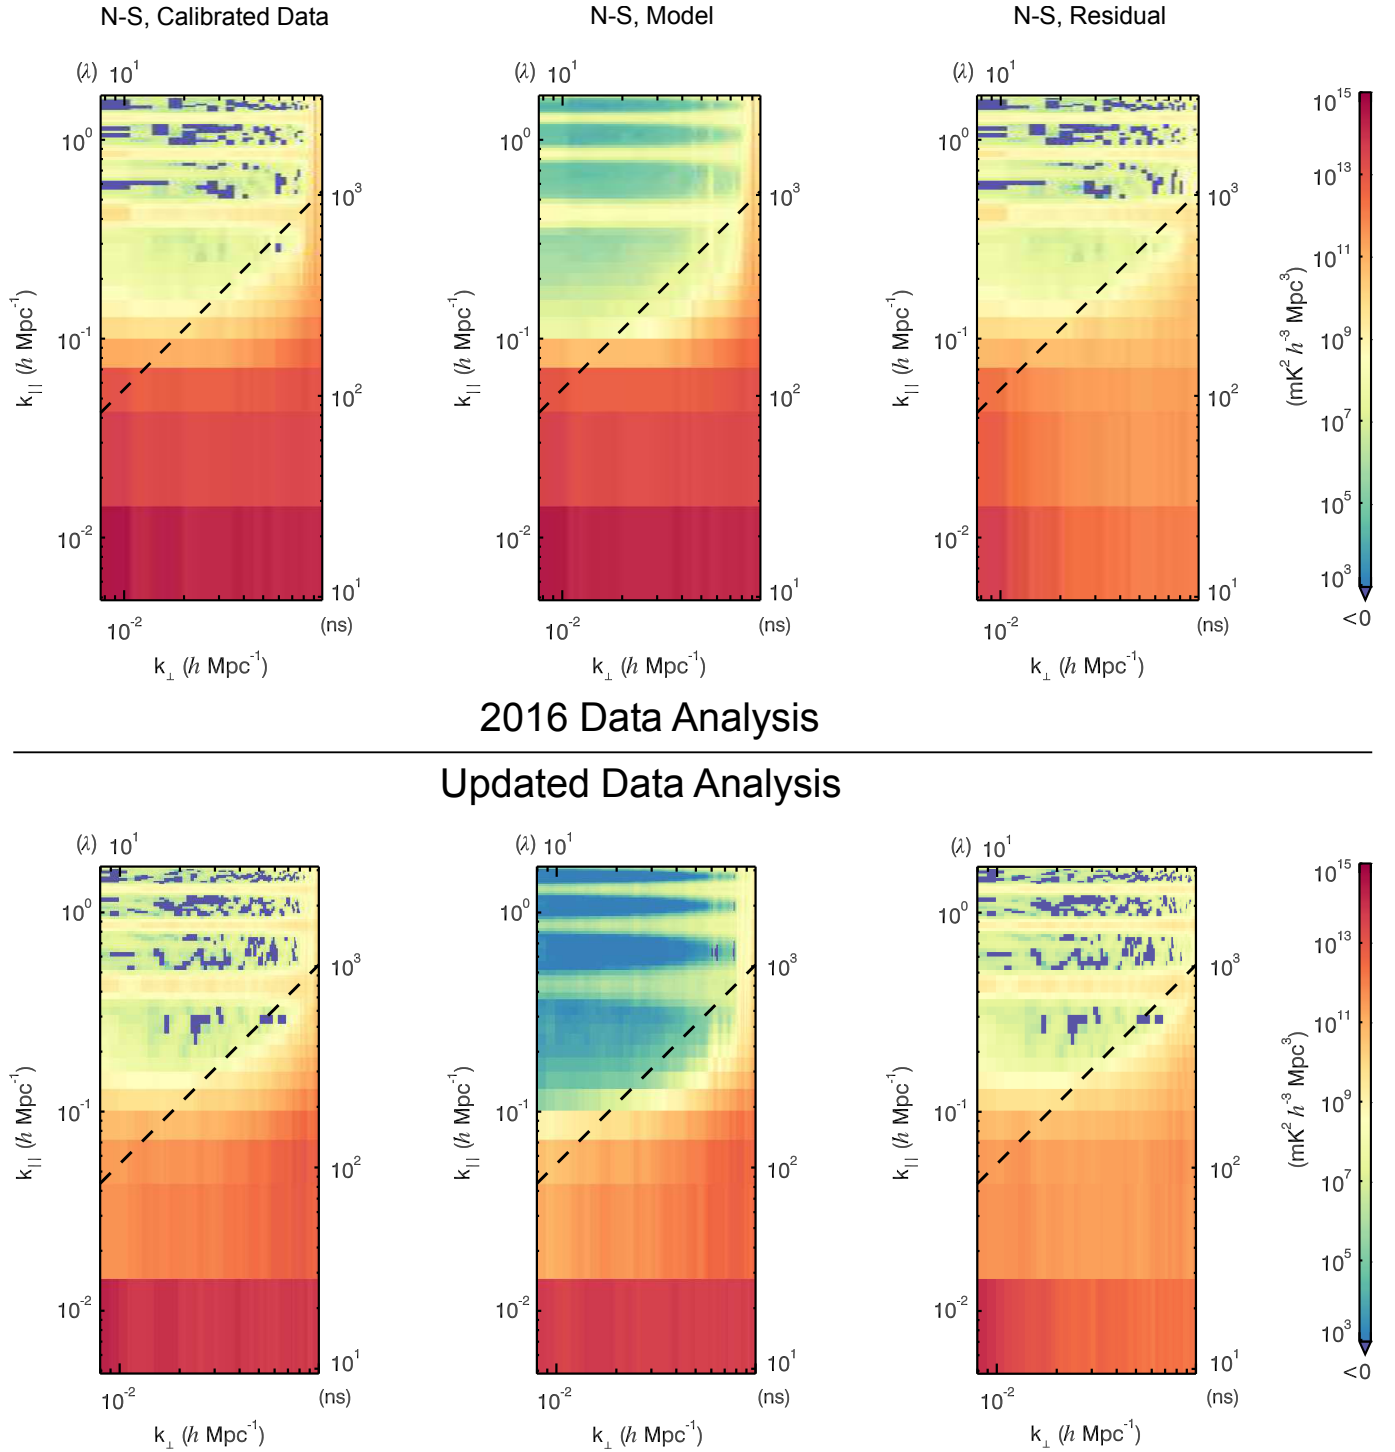 N-S, Calibrated Data
N-S, Model
N-S, Residual
(λ) 10¹
(λ) 10¹
(λ) 10¹
10⁰
10⁻¹
10⁻²
k|| (h Mpc⁻¹)
10³
10²
10¹
10⁻²
(ns)
k⊥ (h Mpc⁻¹)
10⁰
10⁻¹
10⁻²
k|| (h Mpc⁻¹)
10³
10²
10¹
10⁻²
(ns)
k⊥ (h Mpc⁻¹)
10⁰
10⁻¹
10⁻²
k|| (h Mpc⁻¹)
10³
10²
10¹
10⁻²
(ns)
k⊥ (h Mpc⁻¹)
10¹⁵
10¹³
10¹¹
10⁹
10⁷
10⁵
10³
<0
(mK² h⁻³ Mpc³)
2016 Data Analysis
Updated Data Analysis
(λ) 10¹
(λ) 10¹
(λ) 10¹
10⁰
10⁻¹
10⁻²
k|| (h Mpc⁻¹)
10³
10²
10¹
10⁻²
(ns)
k⊥ (h Mpc⁻¹)
10⁰
10⁻¹
10⁻²
k|| (h Mpc⁻¹)
10³
10²
10¹
10⁻²
(ns)
k⊥ (h Mpc⁻¹)
10⁰
10⁻¹
10⁻²
k|| (h Mpc⁻¹)
10³
10²
10¹
10⁻²
(ns)
k⊥ (h Mpc⁻¹)
10¹⁵
10¹³
10¹¹
10⁹
10⁷
10⁵
10³
<0
(mK² h⁻³ Mpc³)